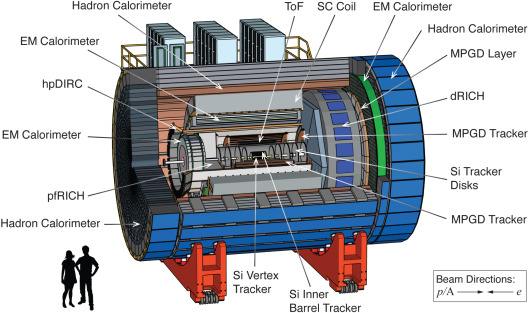 Hadron Calorimeter
ToF
SC Coil
EM Calorimeter
EM Calorimeter
Hadron Calorimeter
hpDIRC
MPGD Layer
dRICH
EM Calorimeter
MPGD Tracker
pfRICH
Si Tracker
Disks
Hadron Calorimeter
MPGD Tracker
Si Vertex
Tracker
Si Inner
Barrel Tracker
Beam Directions:
p/A e